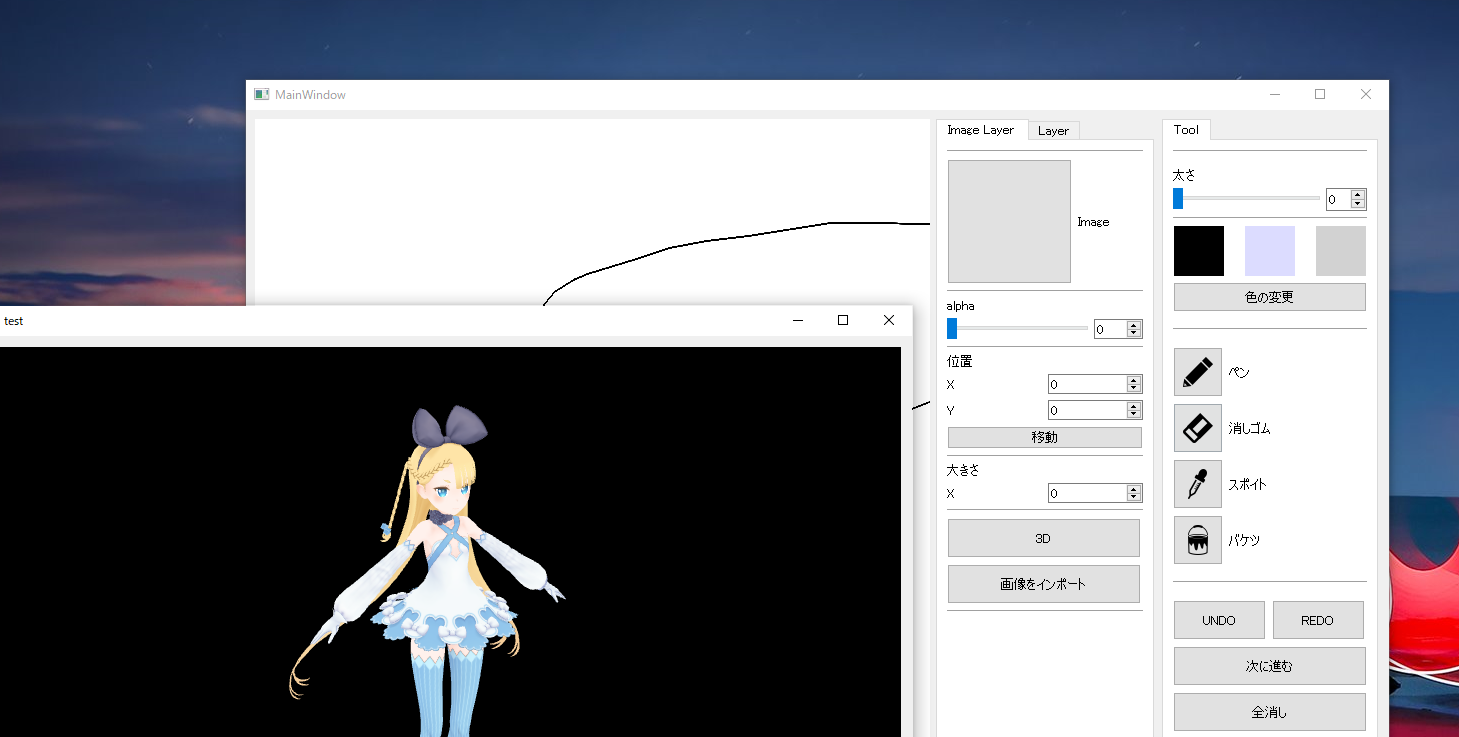 MainWindow
Image Layer
Layer
Image
alpha
0
位置
X
0
Y
0
移動
大きさ
X
0
3D
画像をインポート
Tool
太さ
0
色の変更
ペン
消しゴム
スポイト
バケツ
UNDO
REDO
次に進む
全消し
test